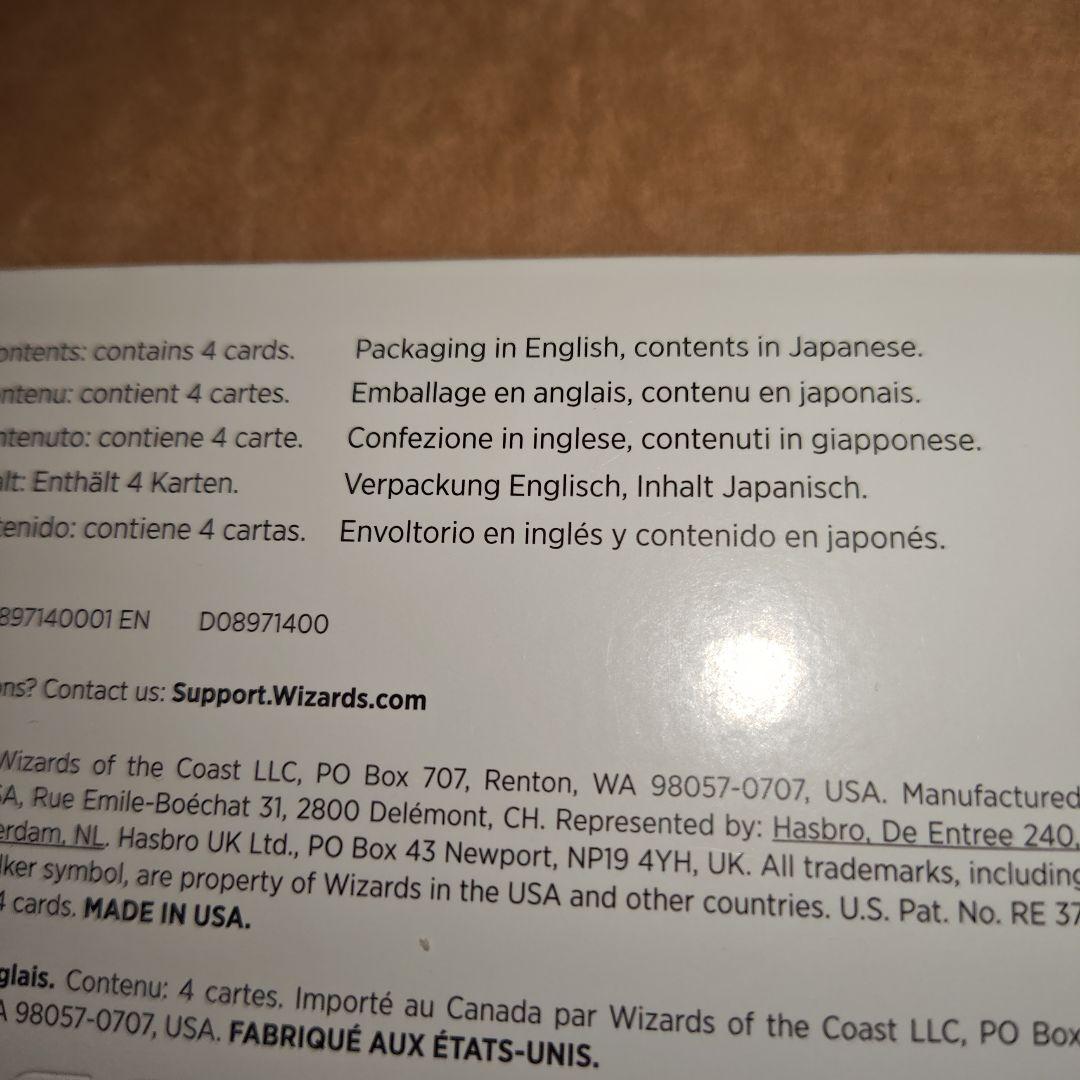 ontents: contains 4 cards. Packaging in English, contents in Japanese.
ntenu: contient 4 cartes. Emballage en anglais, contenu en japonais.
ntenuto: contiene 4 carte. Confezione in inglese, contenuti in giapponese.
alt: Enthält 4 Karten. Verpackung Englisch, Inhalt Japanisch.
tenido: contiene 4 cartas. Envoltorio en inglés y contenido en japonés.
897140001 EN D08971400
ons? Contact us: Support.Wizards.com
Wizards of the Coast LLC, PO Box 707, Renton, WA 98057-0707, USA. Manufactured
SA, Rue Emile-Boéchat 31, 2800 Delémont, CH. Represented by: Hasbro, De Entree 240,
erdam, NL. Hasbro UK Ltd., PO Box 43 Newport, NP19 4YH, UK. All trademarks, including
lker symbol, are property of Wizards in the USA and other countries. U.S. Pat. No. RE 37
4 cards. MADE IN USA.
glais. Contenu: 4 cartes. Importé au Canada par Wizards of the Coast LLC, PO Box
A 98057-0707, USA. FABRIQUÉ AUX ÉTATS-UNIS.